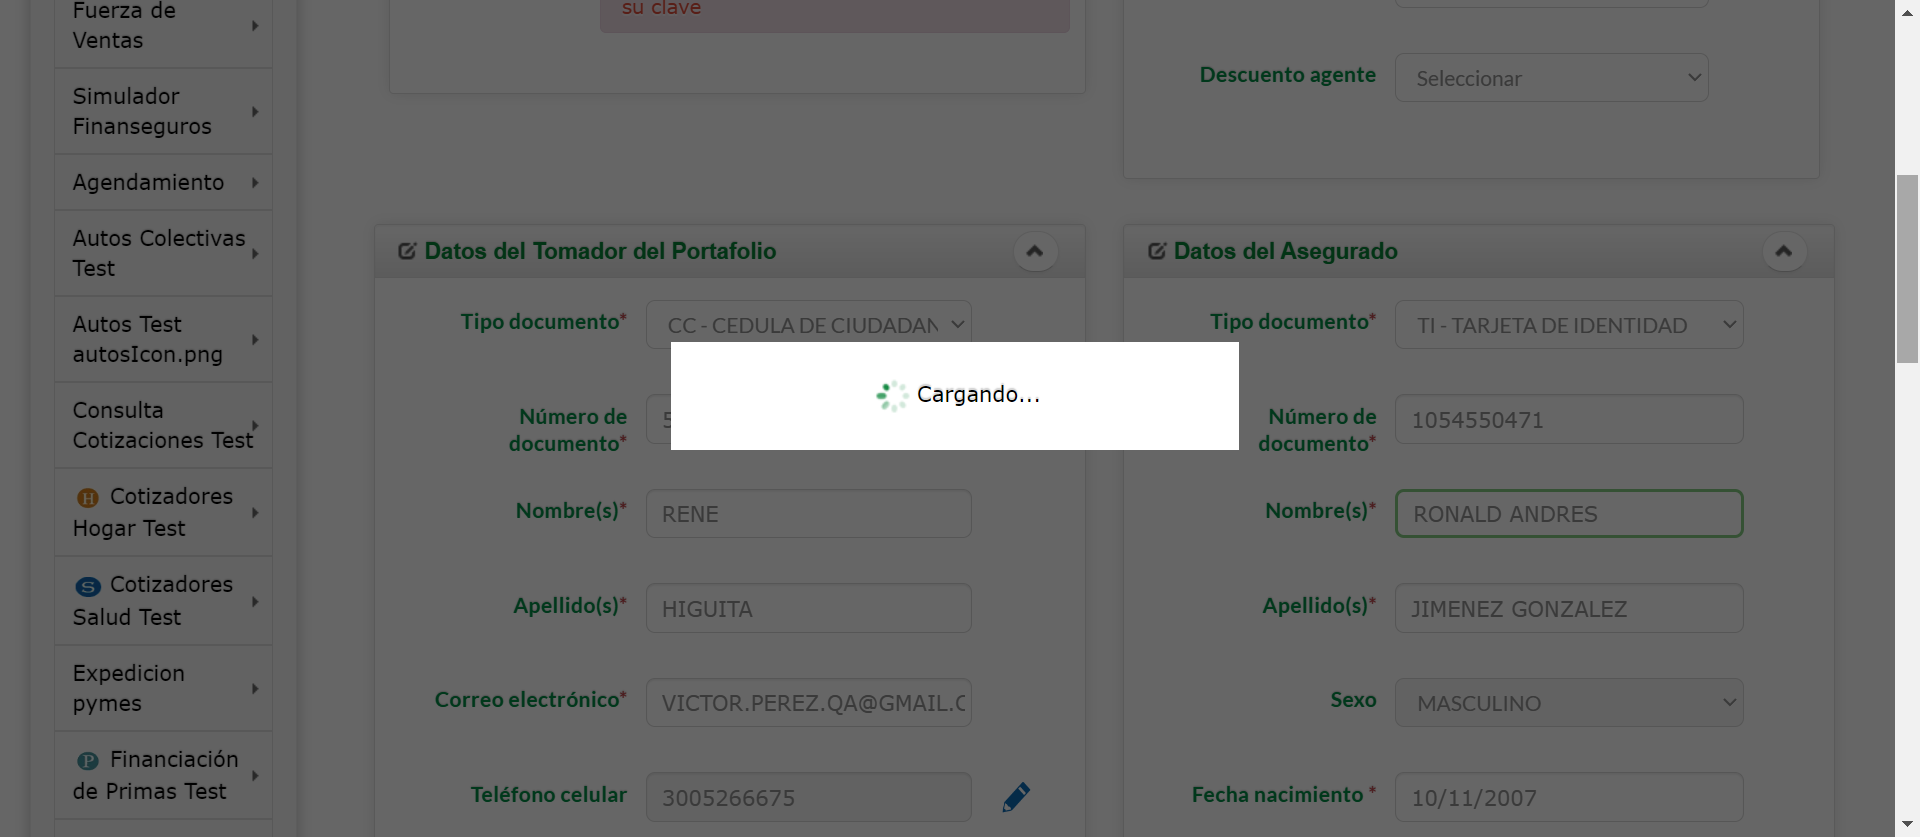 Fuerza de
Ventas
Simulador
Finanseguros
Agendamiento
Autos Colectivas
Test
Autos Test
autosIcon.png
Consulta
Cotizaciones Test
H Cotizadores
Hogar Test
S Cotizadores
Salud Test
Expedicion
pymes
P Financiación
de Primas Test
su clave
Descuento agente Seleccionar
Datos del Tomador del Portafolio
Tipo documento* CC - CEDULA DE CIUDADAN
Número de
documento* 5
Nombre(s)* RENE
Apellido(s)* HIGUITA
Correo electrónico* VICTOR.PEREZ.QA@GMAIL.C
Teléfono celular 3005266675
Cargando...
Datos del Asegurado
Tipo documento* TI - TARJETA DE IDENTIDAD
Número de
documento* 1054550471
Nombre(s)* RONALD ANDRES
Apellido(s)* JIMENEZ GONZALEZ
Sexo MASCULINO
Fecha nacimiento * 10/11/2007